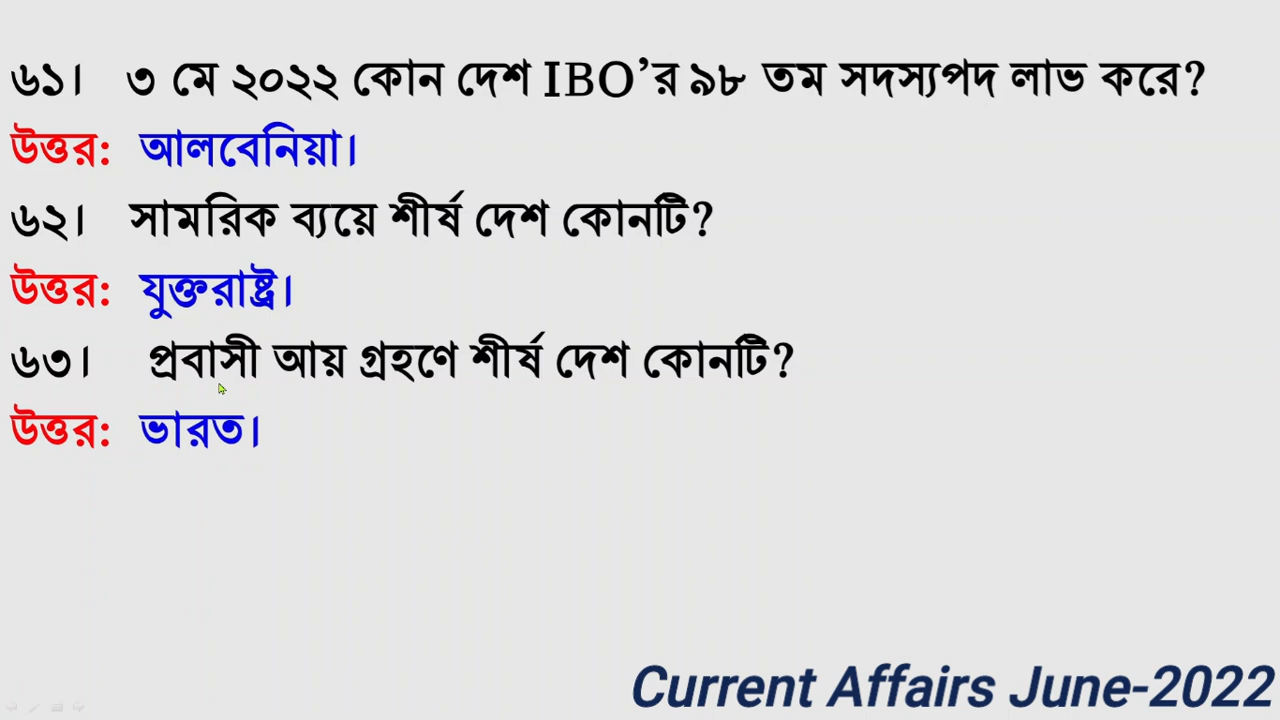 ৬১। ৩ মে ২০২২ কোন দেশ IBO’র ৯৮ তম সদস্যপদ লাভ করে?
উত্তর: আলবেনিয়া।
৬২। সামরিক ব্যয়ে শীর্ষ দেশ কোনটি?
উত্তর: যুক্তরাষ্ট্র।
৬৩। প্রবাসী আয় গ্রহণে শীর্ষ দেশ কোনটি?
উত্তর: ভারত।
Current Affairs June-2022